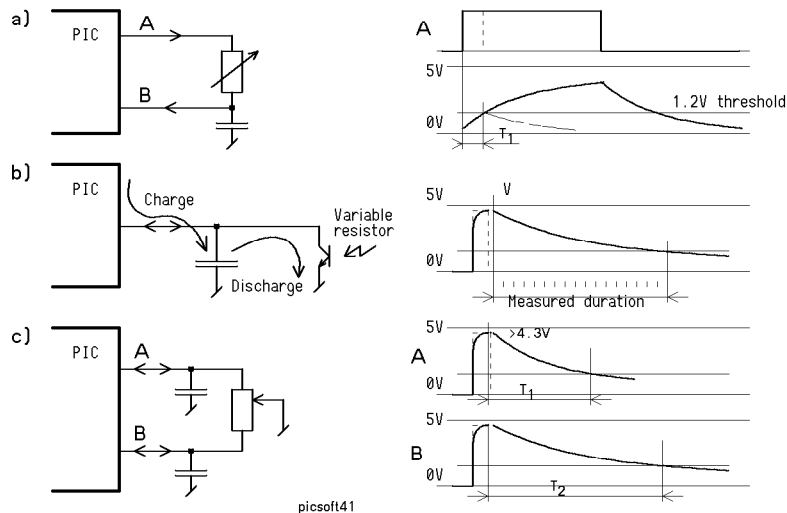 a)
PIC
A
B
A
5V
0V
1.2V threshold
T1
b)
PIC
Charge
Discharge
Variable
resistor
5V
V
0V
Measured duration
c)
PIC
A
B
A
5V
>4.3V
0V
T1
B
5V
0V
T2
picsoft41